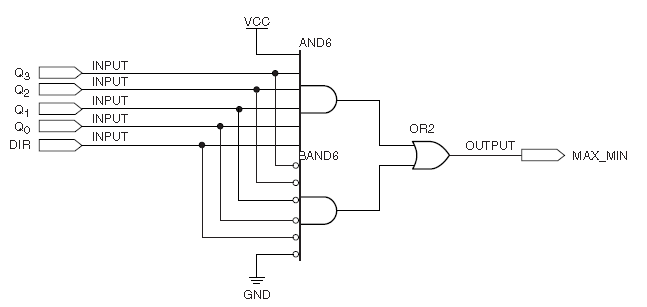 VCC
AND6
Q3 INPUT
Q2 INPUT
Q1 INPUT
Q0 INPUT
DIR INPUT
BAND6
OR2
OUTPUT
MAX_MIN
GND